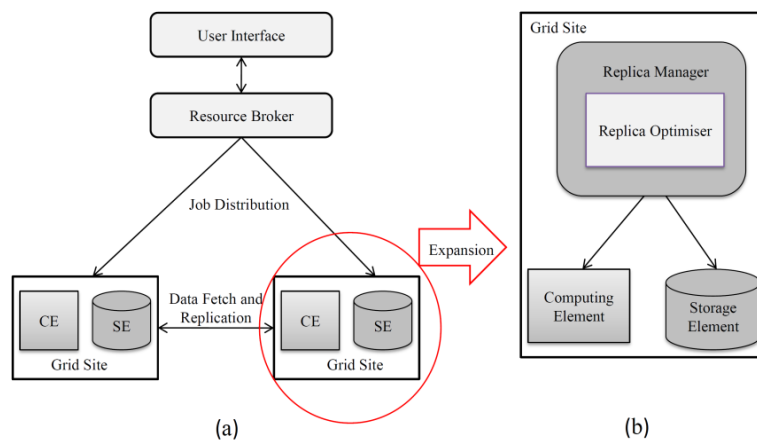 User Interface
Resource Broker
Job Distribution
Data Fetch and
Replication
CE
SE
Grid Site
CE
SE
Grid Site
Expansion
(a)
Grid Site
Replica Manager
Replica Optimiser
Computing
Element
Storage
Element
(b)